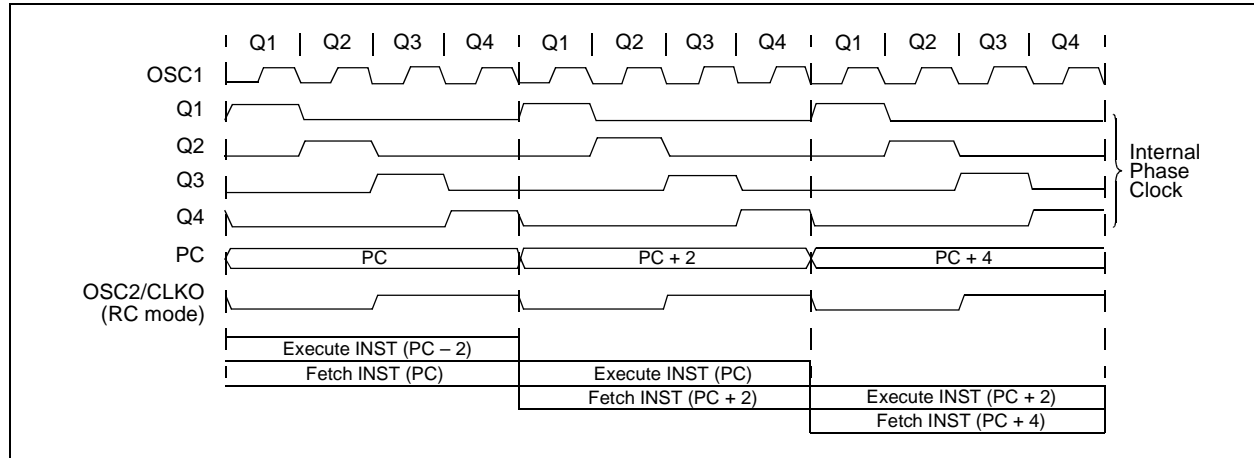 Q1 Q2 Q3 Q4 Q1 Q2 Q3 Q4 Q1 Q2 Q3 Q4
OSC1
Q1
Q2
Q3
Q4
Internal
Phase
Clock
PC PC PC + 2 PC + 4
OSC2/CLKO
(RC mode)
Execute INST (PC – 2)
Fetch INST (PC) Execute INST (PC)
Fetch INST (PC + 2) Execute INST (PC + 2)
Fetch INST (PC + 4)